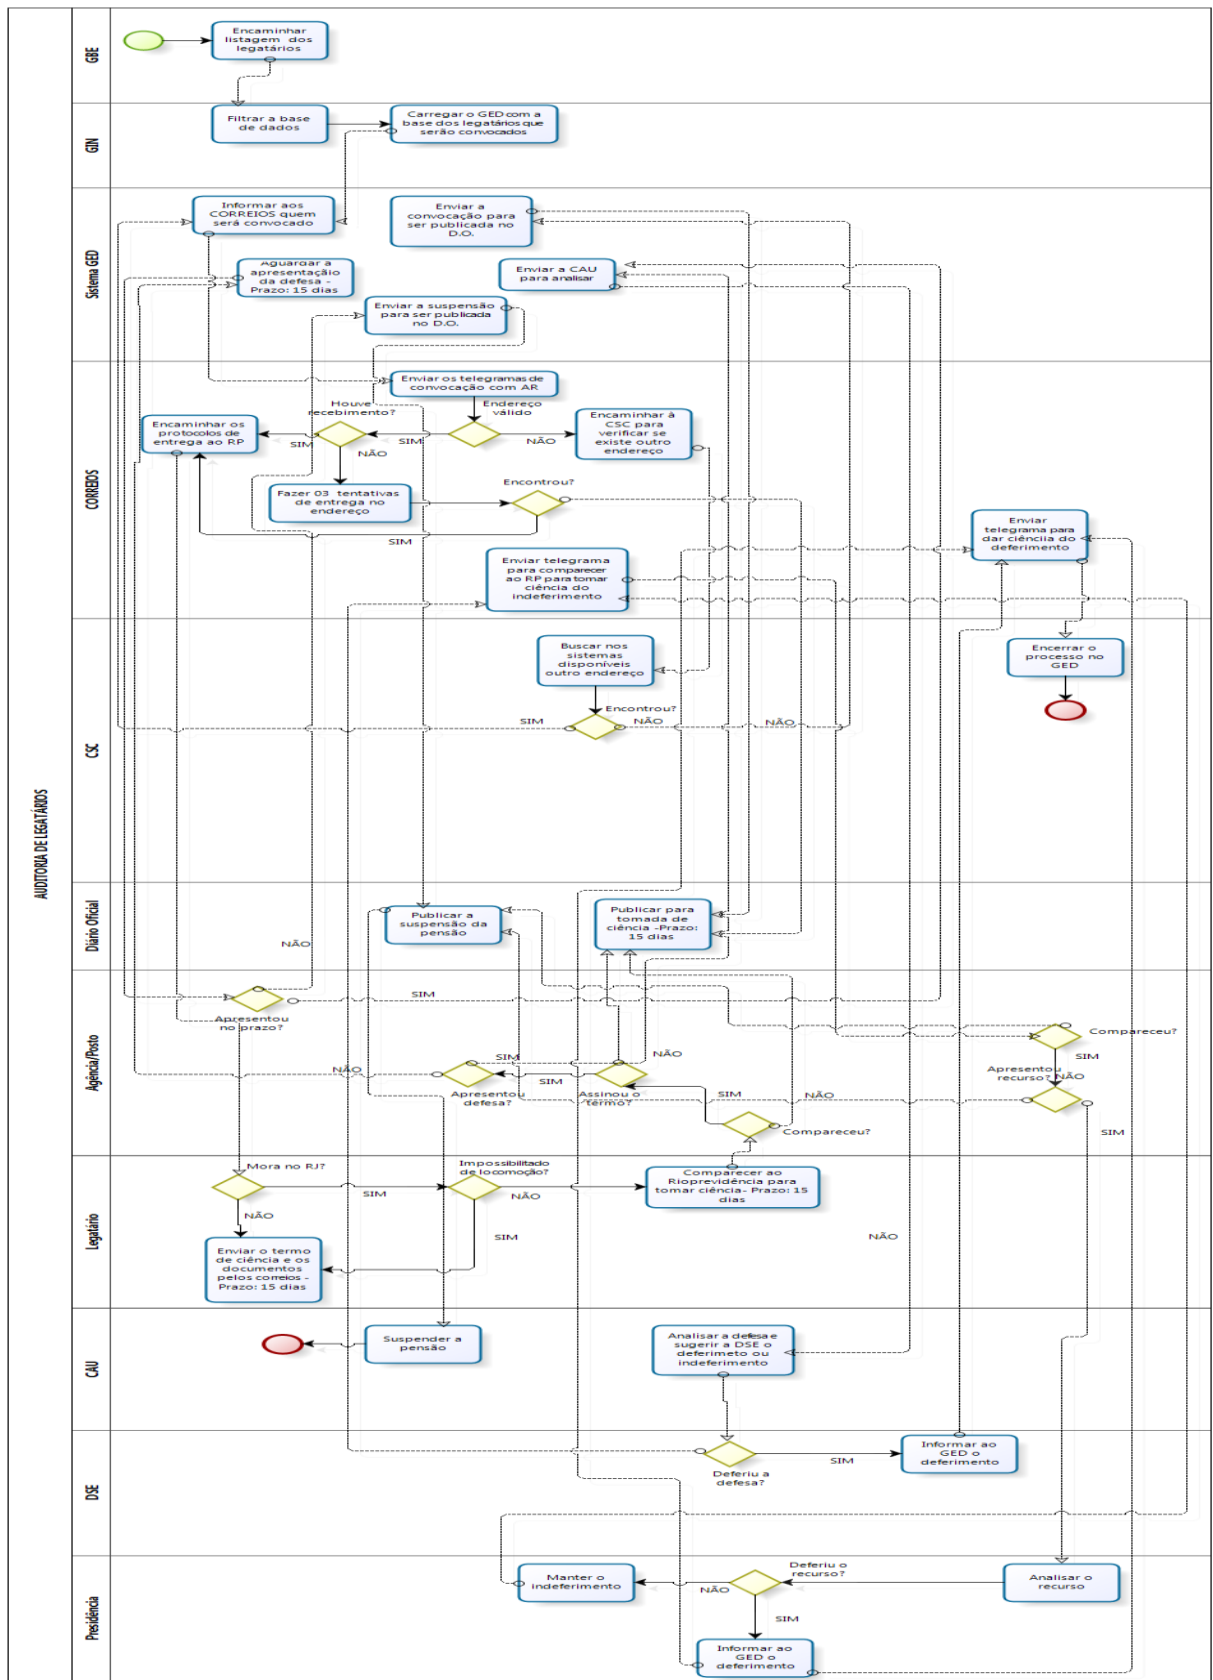 AUDITORIA DE LEGATÁRIOS
GBE
Encaminhar
listagem dos
legatários
GIN
Filtrar a base
de dados
Carregar o GED com a
base dos legatários que
serão convocados
Sistema GED
Informar aos
CORREIOS quem
será convocado
Enviar a
convocação para
ser publicada no
D.O.
Aguardar a
apresentação
da defesa -
Prazo: 15 dias
Enviar a CAU
para analisar
Enviar a suspensão
para ser publicada
no D.O.
CORREIOS
Enviar os telegramas de
convocação com AR
Houve
recebimento?
Endereço
válido
Encaminhar os
protocolos de
entrega ao RP
SIM
SIM
NÃO
Encaminhar à
CSC para
verificar se
existe outro
endereço
NÃO
Fazer 03 tentativas
de entrega no
endereço
Encontrou?
SIM
Enviar
telegrama para
dar ciência do
deferimento
Enviar telegrama
para comparecer
ao RP para tomar
ciência do
indeferimento
CSC
Buscar nos
sistemas
disponíveis
outro endereço
Encerrar o
processo no
GED
Encontrou?
SIM
NÃO
NÃO
Diário Oficial
Publicar a
suspensão da
pensão
Publicar para
tomada de
ciência -Prazo:
15 dias
NÃO
Agência/Posto
SIM
Apresentou
no prazo?
Compareceu?
SIM
NÃO
SIM
Apresentou
recurso?
NÃO
NÃO
SIM
Apresentou
defesa?
Assinou o
termo?
SIM
NÃO
Compareceu?
SIM
Legatário
Mora no RJ?
Impossibilitado
de locomoção?
SIM
NÃO
Comparecer ao
Rioprevidência para
tomar ciência- Prazo: 15
dias
NÃO
SIM
NÃO
Enviar o termo
de ciência e os
documentos
pelos correios -
Prazo: 15 dias
CAU
Suspender a
pensão
Analisar a defesa e
sugerir a DSE o
deferimeto ou
indeferimento
DSE
Informar ao
GED o
deferimento
SIM
Deferiu a
defesa?
Presidência
Manter o
indeferimento
Deferiu o
recurso?
NÃO
Analisar o
recurso
SIM
Informar ao
GED o
deferimento